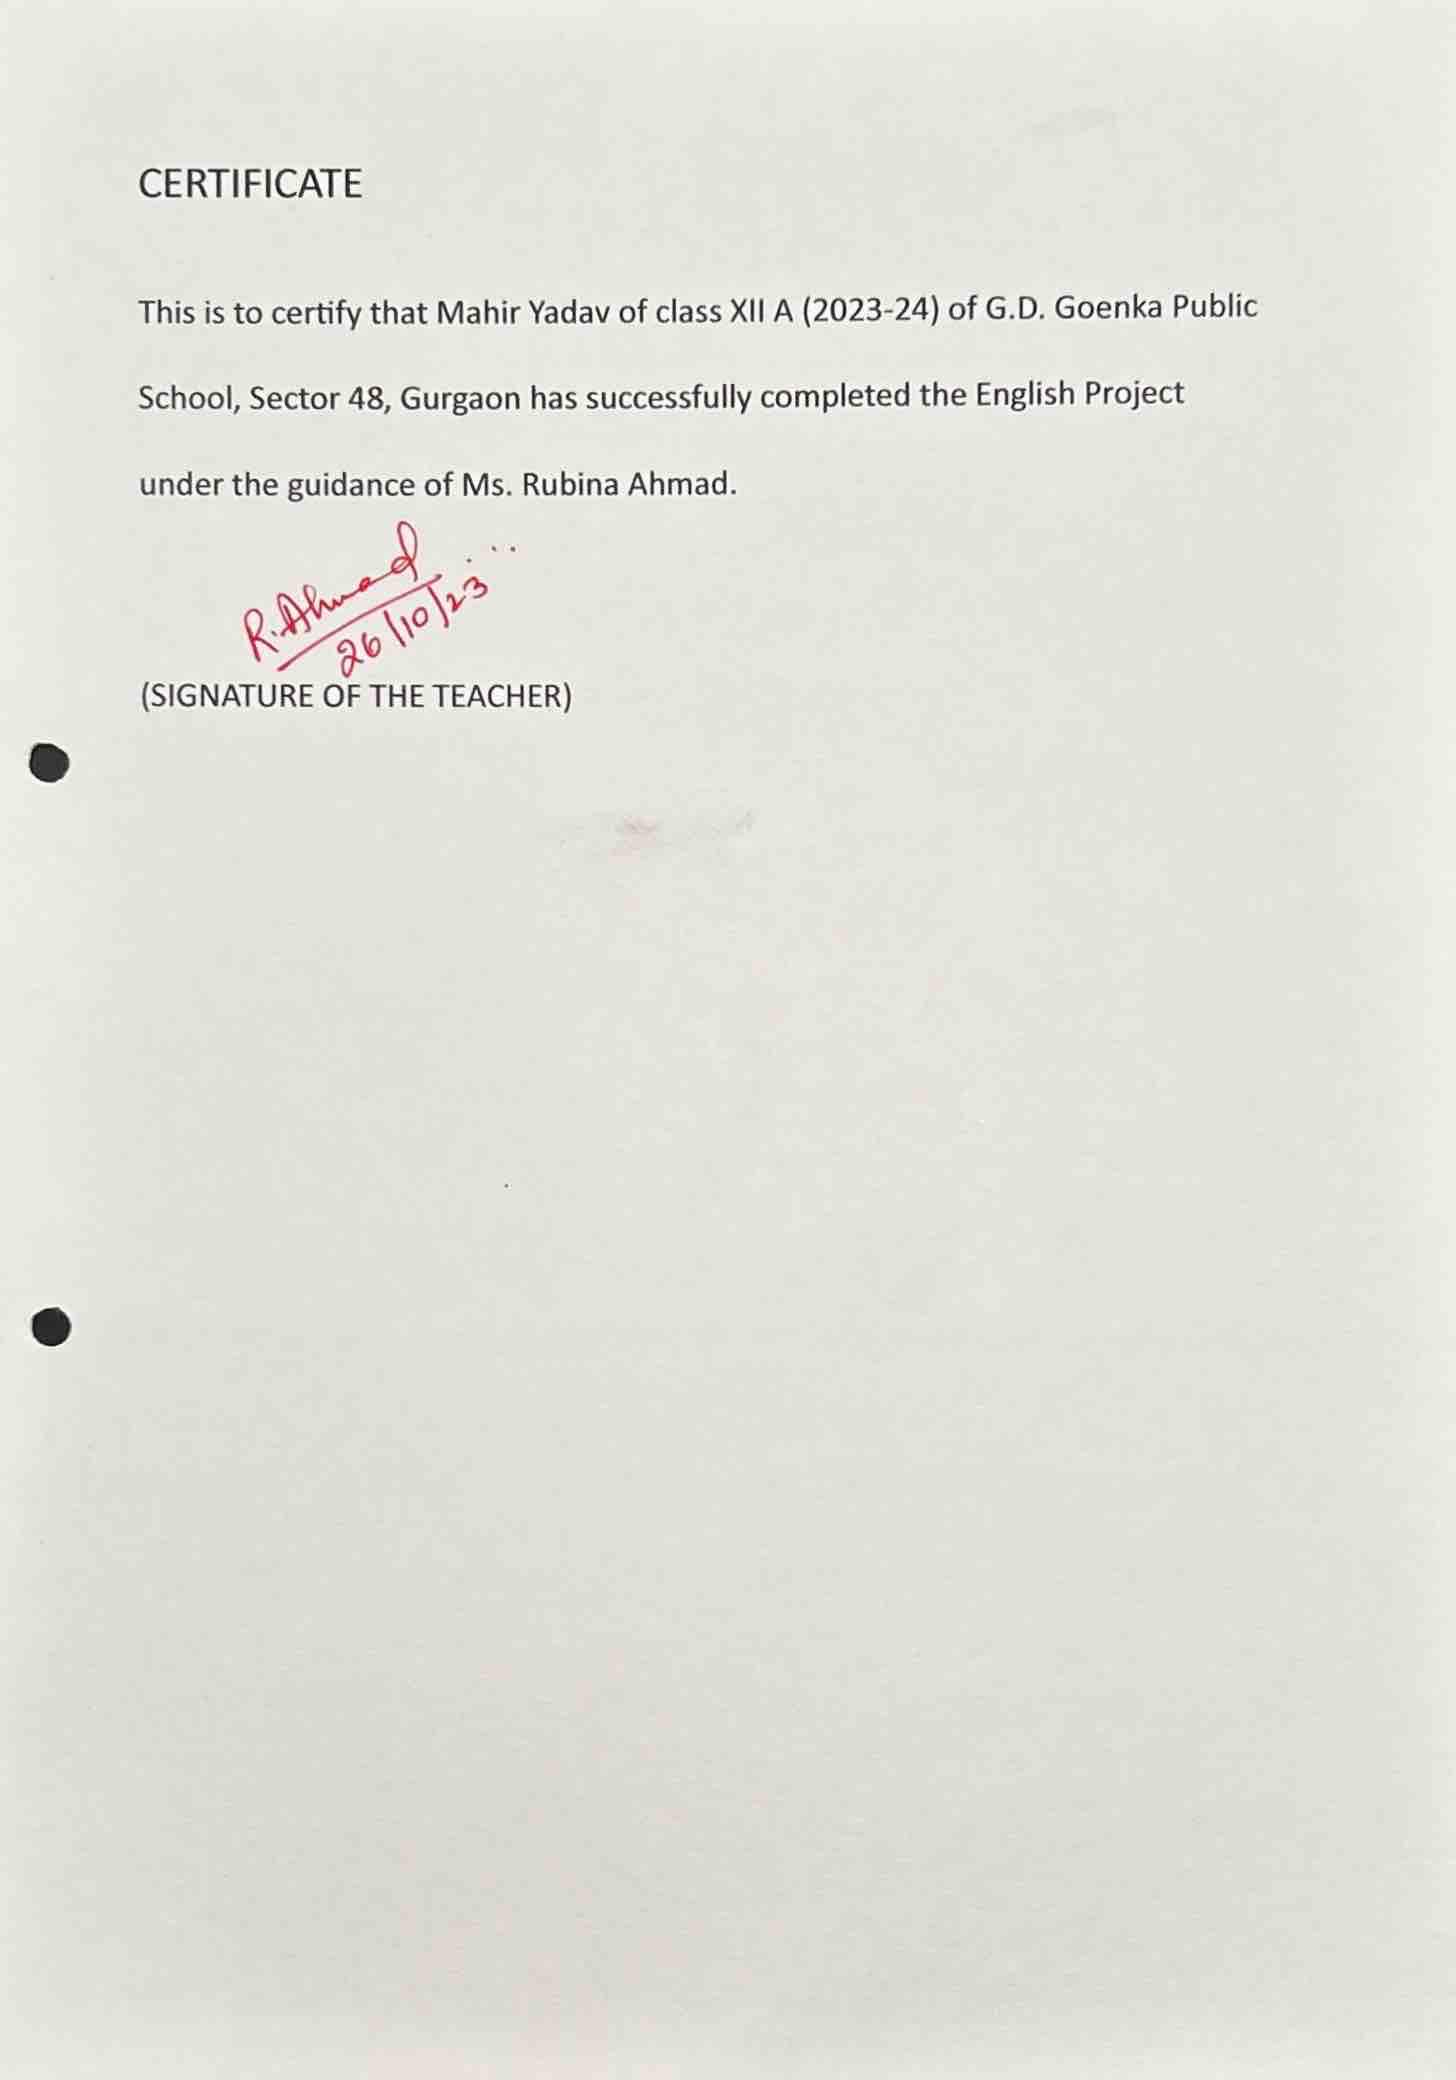 CERTIFICATE
This is to certify that Mahir Yadav of class XII A (2023-24) of G.D. Goenka Public
School, Sector 48, Gurgaon has successfully completed the English Project
under the guidance of Ms. Rubina Ahmad.
R. Ahmad
26/10/23
(SIGNATURE OF THE TEACHER)